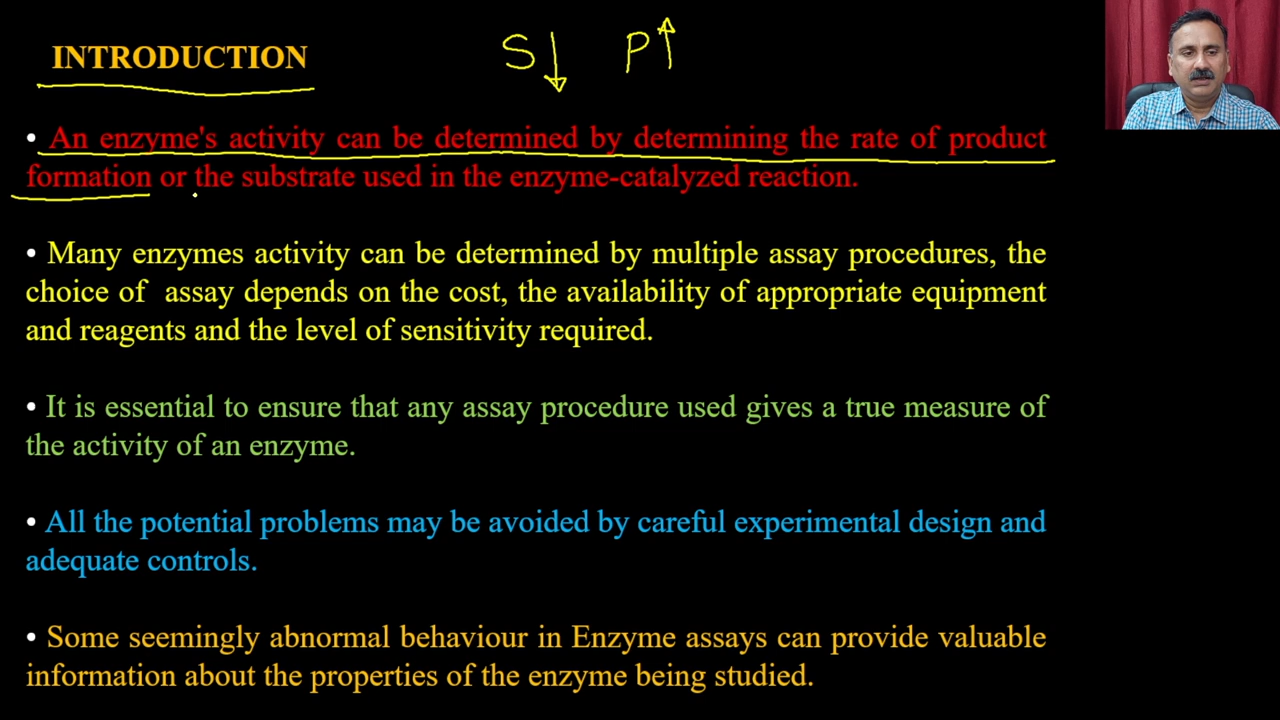 INTRODUCTION
S↓ P↑
• An enzyme's activity can be determined by determining the rate of product
formation or the substrate used in the enzyme-catalyzed reaction.
• Many enzymes activity can be determined by multiple assay procedures, the
choice of assay depends on the cost, the availability of appropriate equipment
and reagents and the level of sensitivity required.
• It is essential to ensure that any assay procedure used gives a true measure of
the activity of an enzyme.
• All the potential problems may be avoided by careful experimental design and
adequate controls.
• Some seemingly abnormal behaviour in Enzyme assays can provide valuable
information about the properties of the enzyme being studied.